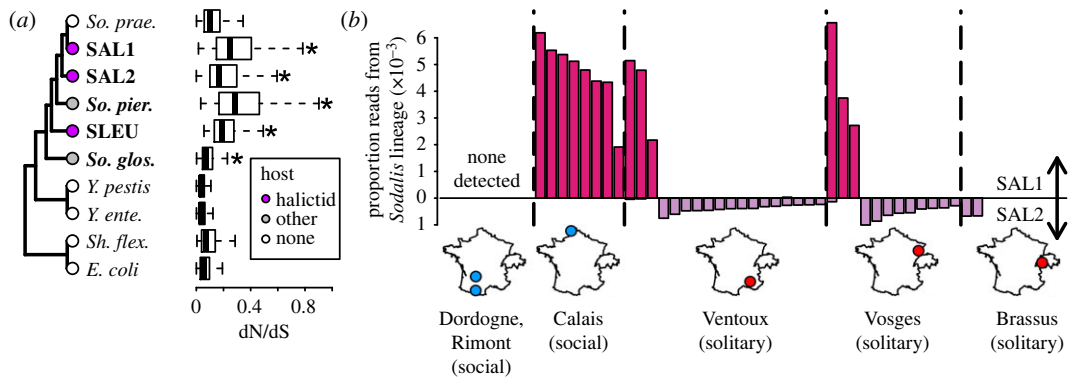 (a)
So. prae.
SAL1
SAL2
So. pier.
SLEU
So. glos.
Y. pestis
Y. ente.
Sh. flex.
E. coli
*
*
*
*
*
host
halictid
other
none
0
0.4
0.8
dN/dS
(b)
proportion reads from
Sodalis lineage (×10⁻³)
6
5
4
3
2
1
0
1
none
detected
SAL1
SAL2
Dordogne,
Rimont
(social)
Calais
(social)
Ventoux
(solitary)
Vosges
(solitary)
Brassus
(solitary)